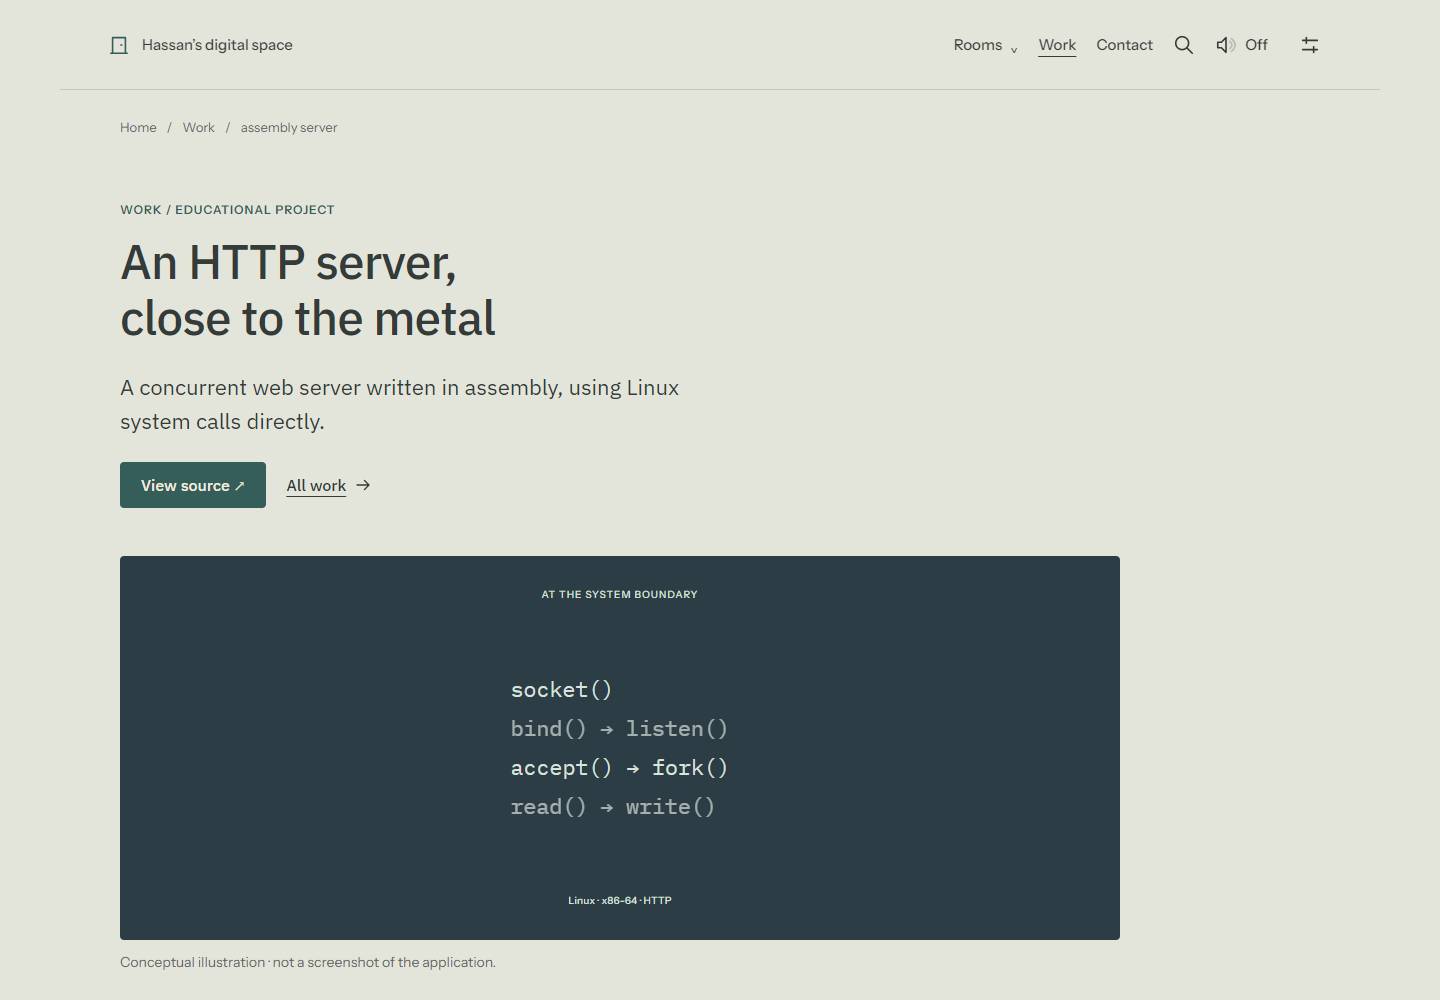 Hassan's digital space
Rooms
Work
Contact
Off
Home / Work / assembly server
WORK / EDUCATIONAL PROJECT
An HTTP server,
close to the metal
A concurrent web server written in assembly, using Linux
system calls directly.
View source ↗
All work →
AT THE SYSTEM BOUNDARY
socket()
bind() → listen()
accept() → fork()
read() → write()
Linux · x86-64 · HTTP
Conceptual illustration · not a screenshot of the application.